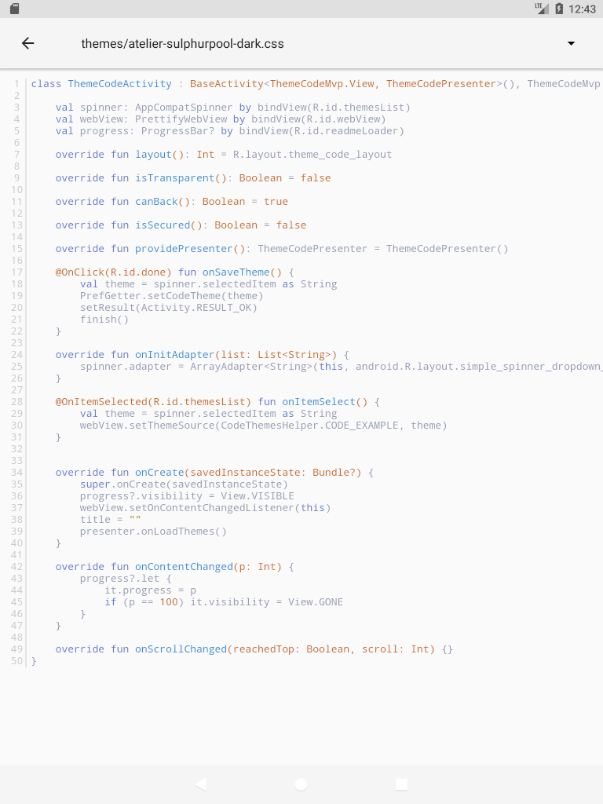 LTE 12:43
themes/atelier-sulphurpool-dark.css
1 class ThemeCodeActivity : BaseActivity<ThemeCodeMvp.View, ThemeCodePresenter>(), ThemeCodeMvp
2
3 val spinner: AppCompatSpinner by bindView(R.id.themesList)
4 val webView: PrettifyWebView by bindView(R.id.webView)
5 val progress: ProgressBar? by bindView(R.id.readmeLoader)
6
7 override fun layout(): Int = R.layout.theme_code_layout
8
9 override fun isTransparent(): Boolean = false
10
11 override fun canBack(): Boolean = true
12
13 override fun isSecured(): Boolean = false
14
15 override fun providePresenter(): ThemeCodePresenter = ThemeCodePresenter()
16
17 @OnClick(R.id.done) fun onSaveTheme() {
18 val theme = spinner.selectedItem as String
19 PrefGetter.setCodeTheme(theme)
20 setResult(Activity.RESULT_OK)
21 finish()
22 }
23
24 override fun onInitAdapter(list: List<String>) {
25 spinner.adapter = ArrayAdapter<String>(this, android.R.layout.simple_spinner_dropdown_
26 }
27
28 @OnItemSelected(R.id.themesList) fun onItemSelect() {
29 val theme = spinner.selectedItem as String
30 webView.setThemeSource(CodeThemesHelper.CODE_EXAMPLE, theme)
31 }
32
33
34 override fun onCreate(savedInstanceState: Bundle?) {
35 super.onCreate(savedInstanceState)
36 progress?.visibility = View.VISIBLE
37 webView.setOnContentChangedListener(this)
38 title = ""
39 presenter.onLoadThemes()
40 }
41
42 override fun onContentChanged(p: Int) {
43 progress?.let {
44 it.progress = p
45 if (p == 100) it.visibility = View.GONE
46 }
47 }
48
49 override fun onScrollChanged(reachedTop: Boolean, scroll: Int) {}
50 }